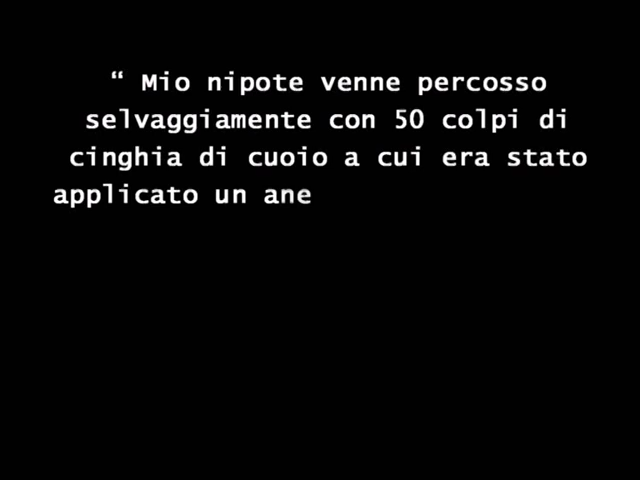 “ Mio nipote venne percosso
selvaggiamente con 50 colpi di
cinghia di cuoio a cui era stato
applicato un ane